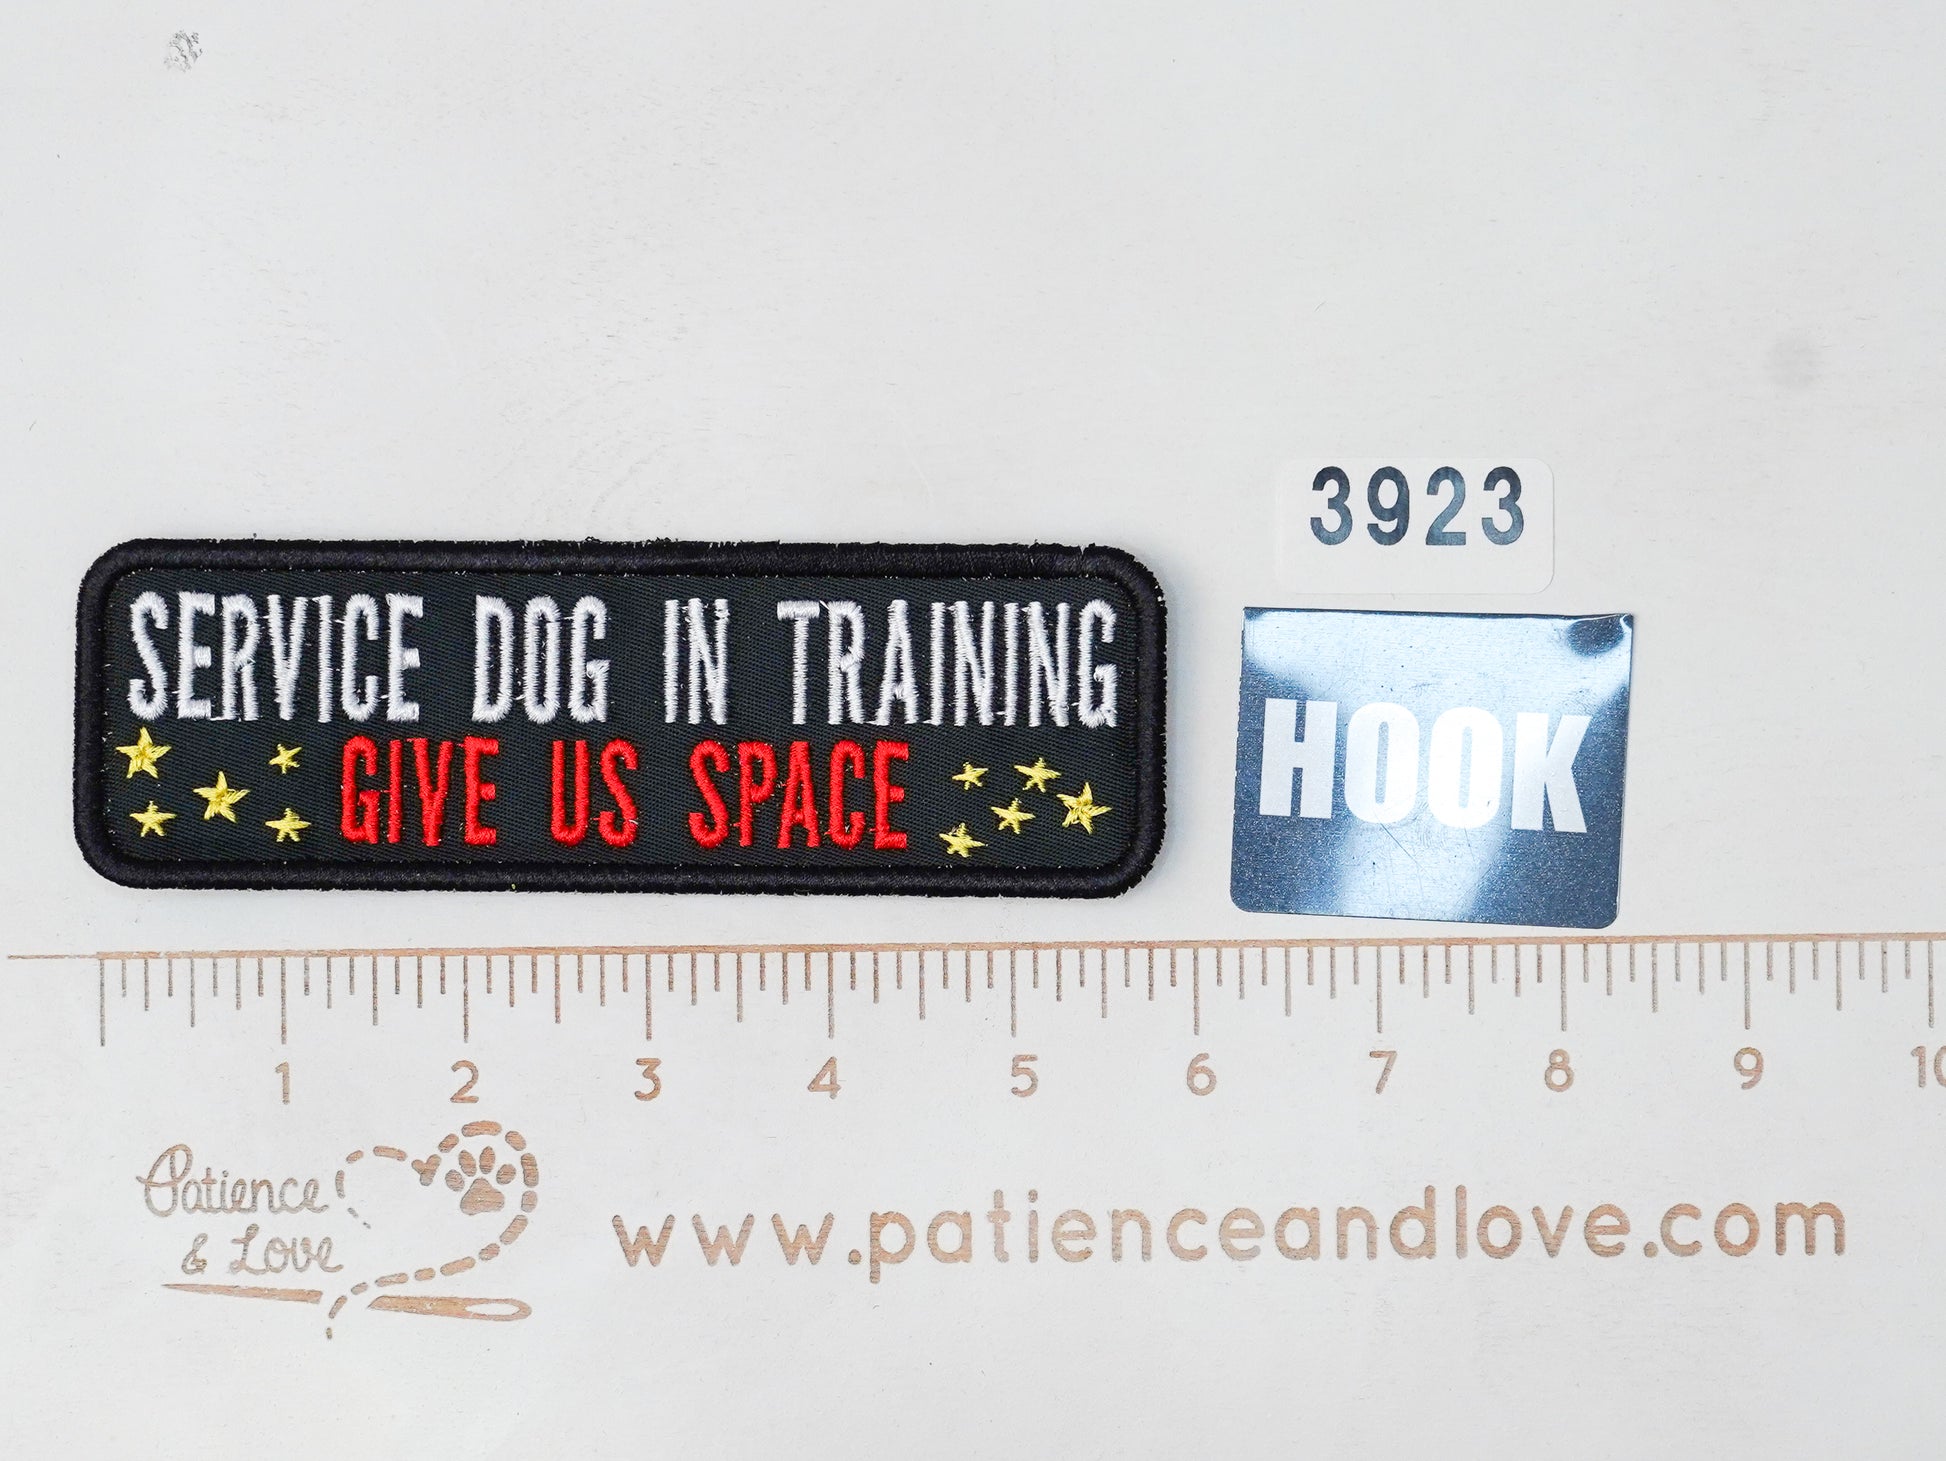 SERVICE DOG IN TRAINING
GIVE US SPACE
3923
HOOK
1 2 3 4 5 6 7 8 9 10
Patience
& Love
www.patienceandlove.com